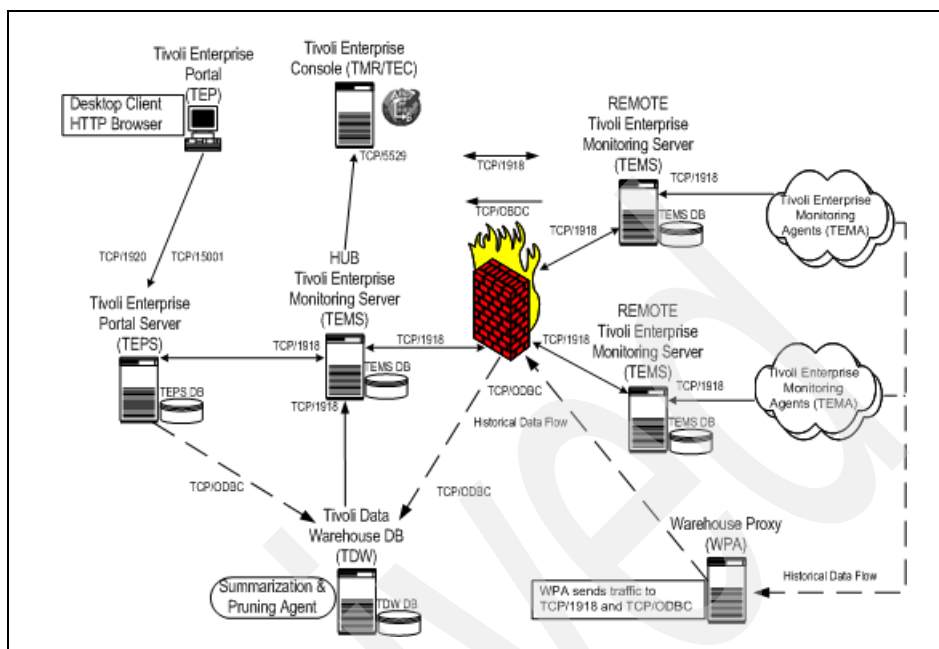 Tivoli Enterprise
Portal
(TEP)
Desktop Client
HTTP Browser
Tivoli Enterprise
Console (TMR/TEC)
TCP/5529
REMOTE
Tivoli Enterprise
Monitoring Server
(TEMS)
TCP/1918
TCP/OBDC
TCP/1918
TEMS DB
TCP/1918
Tivoli Enterprise
Monitoring
Agents (TEMA)
TCP/1920
TCP/15001
HUB
Tivoli Enterprise
Monitoring Server
(TEMS)
Tivoli Enterprise
Portal Server
(TEPS)
TCP/1918
TEPS DB
TCP/1918
TEMS DB
TCP/1918
REMOTE
Tivoli Enterprise
Monitoring Server
(TEMS)
TCP/1918
TCP/1918
TEMS DB
Tivoli Enterprise
Monitoring
Agents (TEMA)
TCP/ODBC
Historical Data Flow
TCP/ODBC
TCP/ODBC
Tivoli Data
Warehouse DB
(TDW)
Summarization &
Pruning Agent
TDW DB
Warehouse Proxy
(WPA)
WPA sends traffic to
TCP/1918 and TCP/ODBC
Historical Data Flow